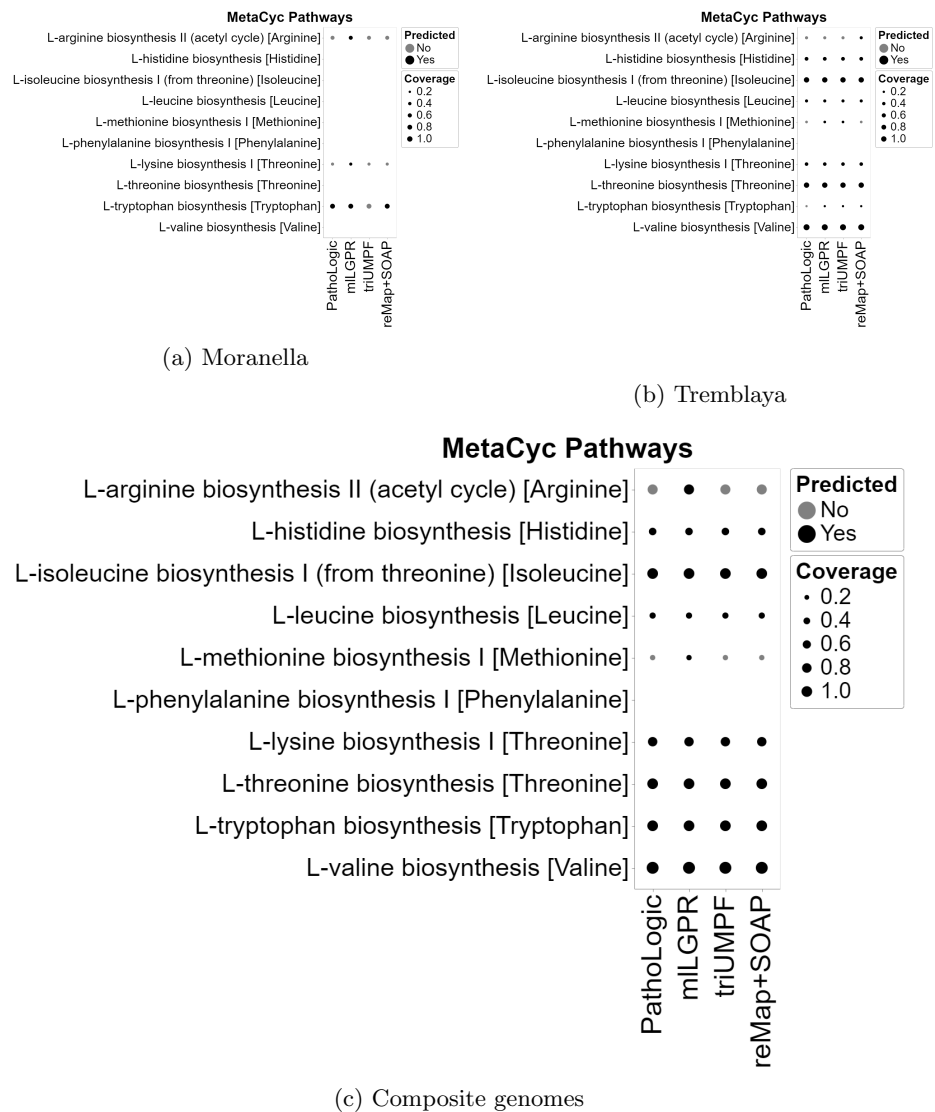 MetaCyc Pathways
L-arginine biosynthesis II (acetyl cycle) [Arginine]
L-histidine biosynthesis [Histidine]
L-isoleucine biosynthesis I (from threonine) [Isoleucine]
L-leucine biosynthesis [Leucine]
L-methionine biosynthesis I [Methionine]
L-phenylalanine biosynthesis I [Phenylalanine]
L-lysine biosynthesis I [Threonine]
L-threonine biosynthesis [Threonine]
L-tryptophan biosynthesis [Tryptophan]
L-valine biosynthesis [Valine]
PathoLogic
mlLGPR
triUMPF
reMap+SOAP
Predicted
No
Yes
Coverage
0.2
0.4
0.6
0.8
1.0
(a) Moranella
MetaCyc Pathways
L-arginine biosynthesis II (acetyl cycle) [Arginine]
L-histidine biosynthesis [Histidine]
L-isoleucine biosynthesis I (from threonine) [Isoleucine]
L-leucine biosynthesis [Leucine]
L-methionine biosynthesis I [Methionine]
L-phenylalanine biosynthesis I [Phenylalanine]
L-lysine biosynthesis I [Threonine]
L-threonine biosynthesis [Threonine]
L-tryptophan biosynthesis [Tryptophan]
L-valine biosynthesis [Valine]
PathoLogic
mlLGPR
triUMPF
reMap+SOAP
Predicted
No
Yes
Coverage
0.2
0.4
0.6
0.8
1.0
(b) Tremblaya
MetaCyc Pathways
L-arginine biosynthesis II (acetyl cycle) [Arginine]
L-histidine biosynthesis [Histidine]
L-isoleucine biosynthesis I (from threonine) [Isoleucine]
L-leucine biosynthesis [Leucine]
L-methionine biosynthesis I [Methionine]
L-phenylalanine biosynthesis I [Phenylalanine]
L-lysine biosynthesis I [Threonine]
L-threonine biosynthesis [Threonine]
L-tryptophan biosynthesis [Tryptophan]
L-valine biosynthesis [Valine]
PathoLogic
mlLGPR
triUMPF
reMap+SOAP
Predicted
No
Yes
Coverage
0.2
0.4
0.6
0.8
1.0
(c) Composite genomes